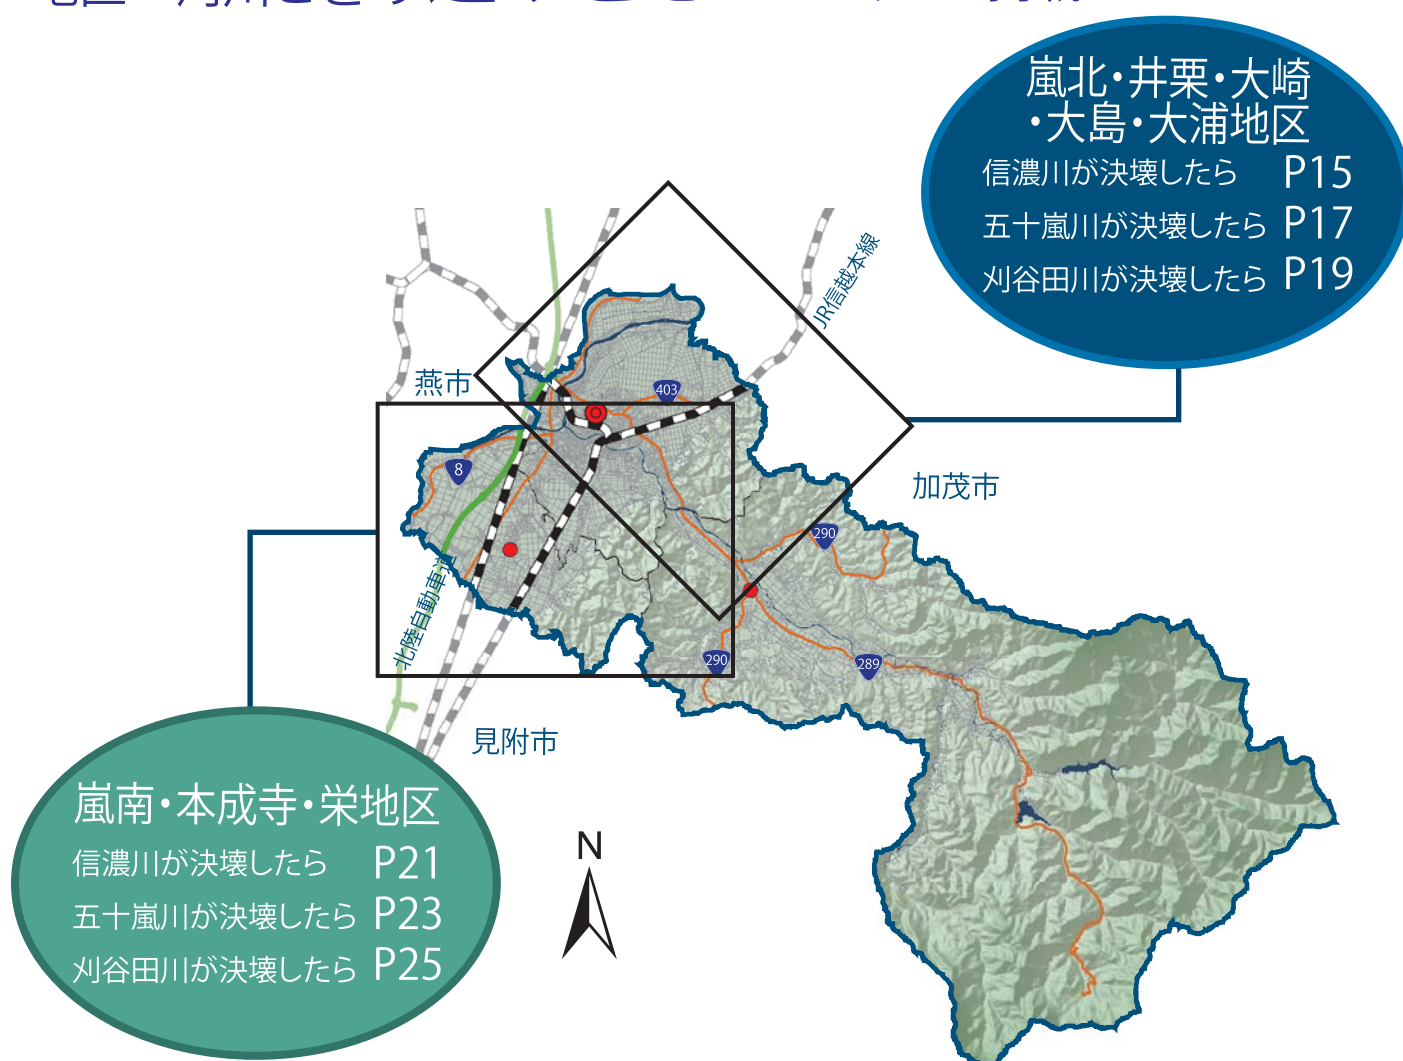 嵐北・井栗・大崎
・大島・大浦地区
信濃川が決壊したら P15
五十嵐川が決壊したら P17
刈谷田川が決壊したら P19
JR信越本線
燕市
403
8
加茂市
290
北陸自動車道
290
289
見附市
嵐南・本成寺・栄地区
信濃川が決壊したら P21
五十嵐川が決壊したら P23
刈谷田川が決壊したら P25
N